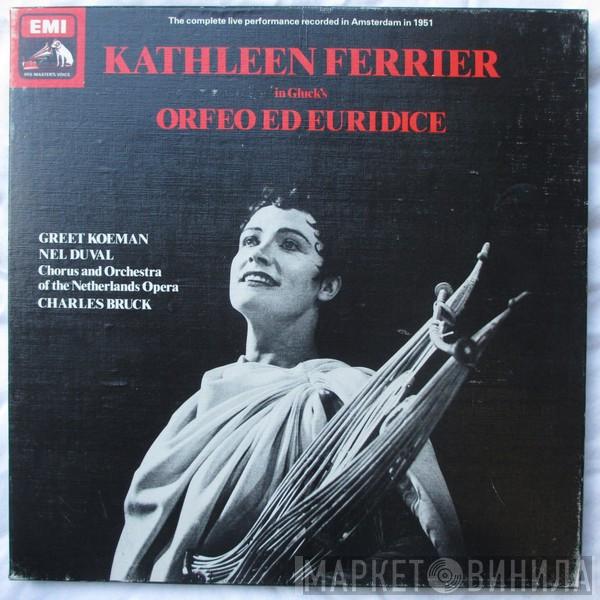 The complete live performance recorded in Amsterdam in 1951
EMI
HIS MASTER'S VOICE
KATHLEEN FERRIER
in Gluck's
ORFEO ED EURIDICE
GREET KOEMAN
NEL DUVAL
Chorus and Orchestra
of the Netherlands Opera
CHARLES BRUCK
МАРКЕТ ВИНИЛА